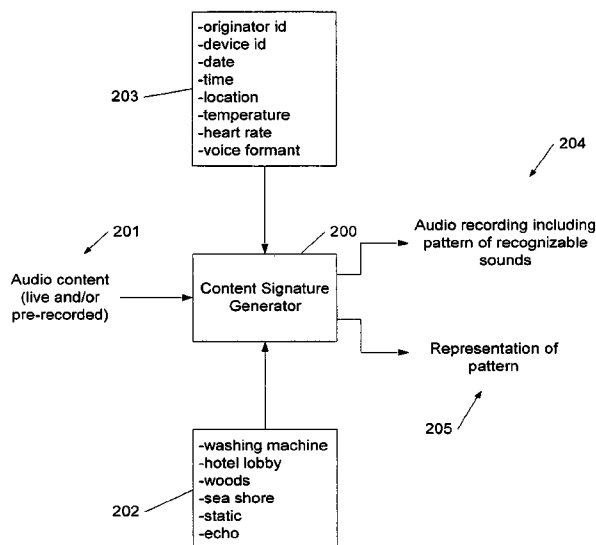 -originator id
-device id
-date
-time
-location
-temperature
-heart rate
-voice formant
203
204
201
200
Audio content
(live and/or
pre-recorded)
Content Signature
Generator
Audio recording including
pattern of recognizable
sounds
Representation of
pattern
205
-washing machine
-hotel lobby
-woods
-sea shore
-static
-echo
202